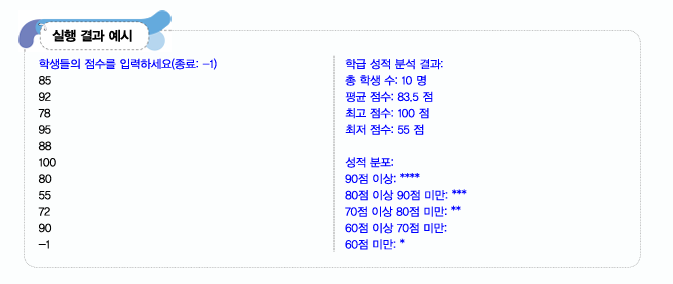 실행 결과 예시
학생들의 점수를 입력하세요(종료: -1)
85
92
78
95
88
100
80
55
72
90
-1
학급 성적 분석 결과:
총 학생 수: 10 명
평균 점수: 83.5 점
최고 점수: 100 점
최저 점수: 55 점
성적 분포:
90점 이상: ****
80점 이상 90점 미만: ***
70점 이상 80점 미만: **
60점 이상 70점 미만:
60점 미만: *